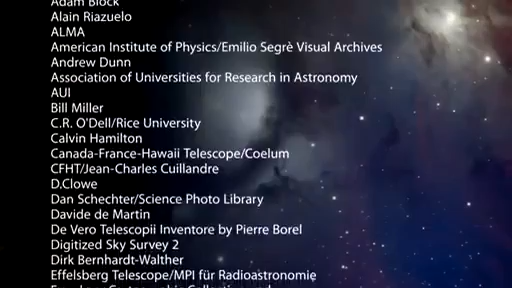 Adam Block
Alain Riazuelo
ALMA
American Institute of Physics/Emilio Segrè Visual Archives
Andrew Dunn
Association of Universities for Research in Astronomy
AUI
Bill Miller
C.R. O'Dell/Rice University
Calvin Hamilton
Canada-France-Hawaii Telescope/Coelum
CFHT/Jean-Charles Cuillandre
D.Clowe
Dan Schechter/Science Photo Library
Davide de Martin
De Vero Telescopii Inventore by Pierre Borel
Digitized Sky Survey 2
Dirk Bernhardt-Walther
Effelsberg Telescope/MPI für Radioastronomie